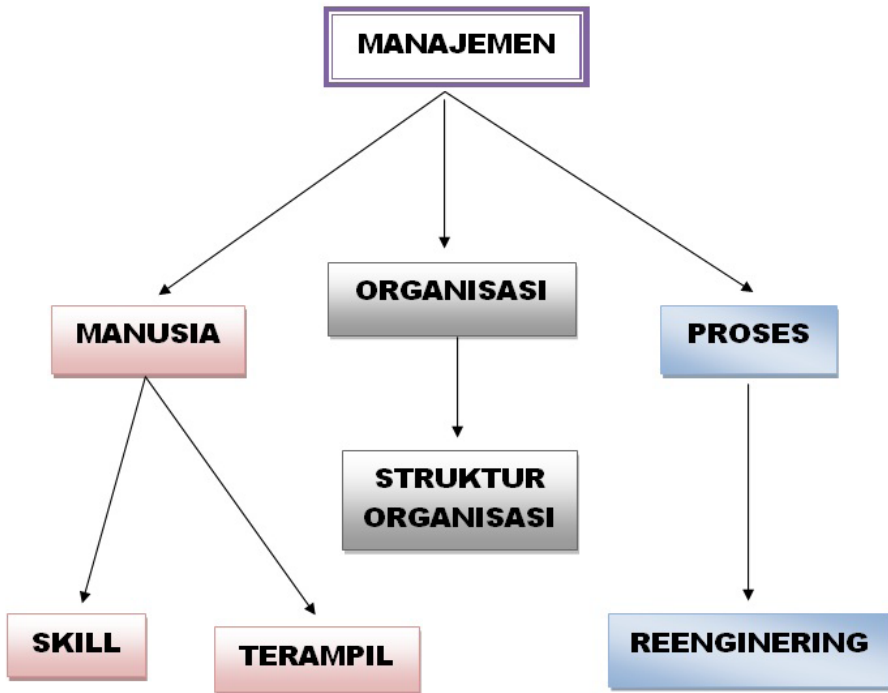 MANAJEMEN
ORGANISASI
MANUSIA
PROSES
STRUKTUR
ORGANISASI
SKILL
TERAMPIL
REENGINERING